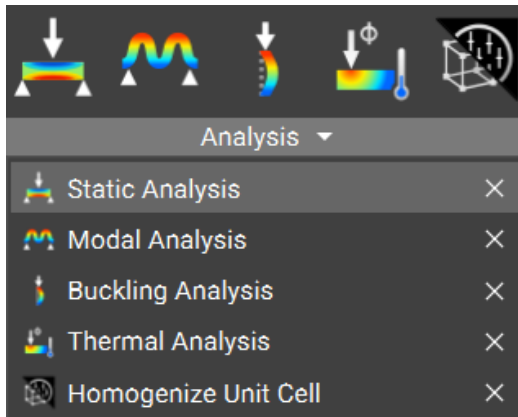 Φ
Analysis
Static Analysis
Modal Analysis
Buckling Analysis
Thermal Analysis
Homogenize Unit Cell